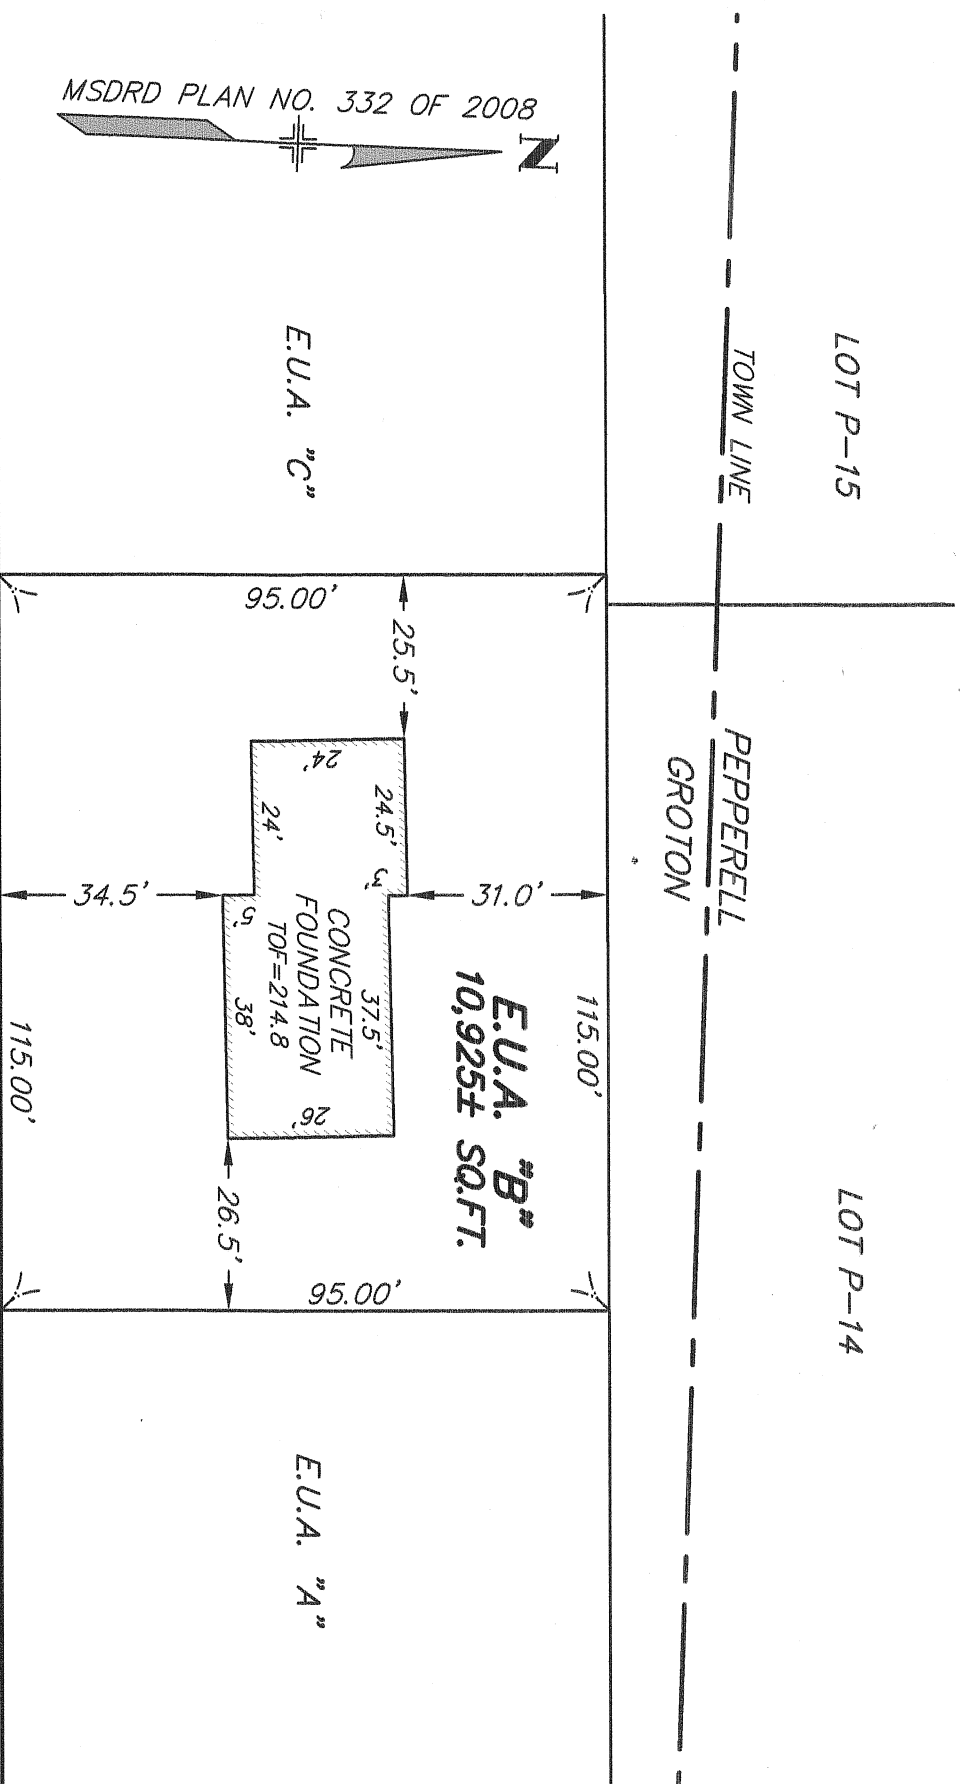 MSDRD PLAN NO. 332 OF 2008
N
LOT P-15
TOWN LINE
E.U.A. "C"
PEPPERELL
GROTON
LOT P-14
95.00'
25.5'
24'
24.5'
24'
3'
31.0'
34.5'
5'
CONCRETE
FOUNDATION
TOF=214.8
37.5'
38'
26'
E.U.A. "B"
10,925± SQ.FT.
115.00'
115.00'
26.5'
95.00'
E.U.A. "A"